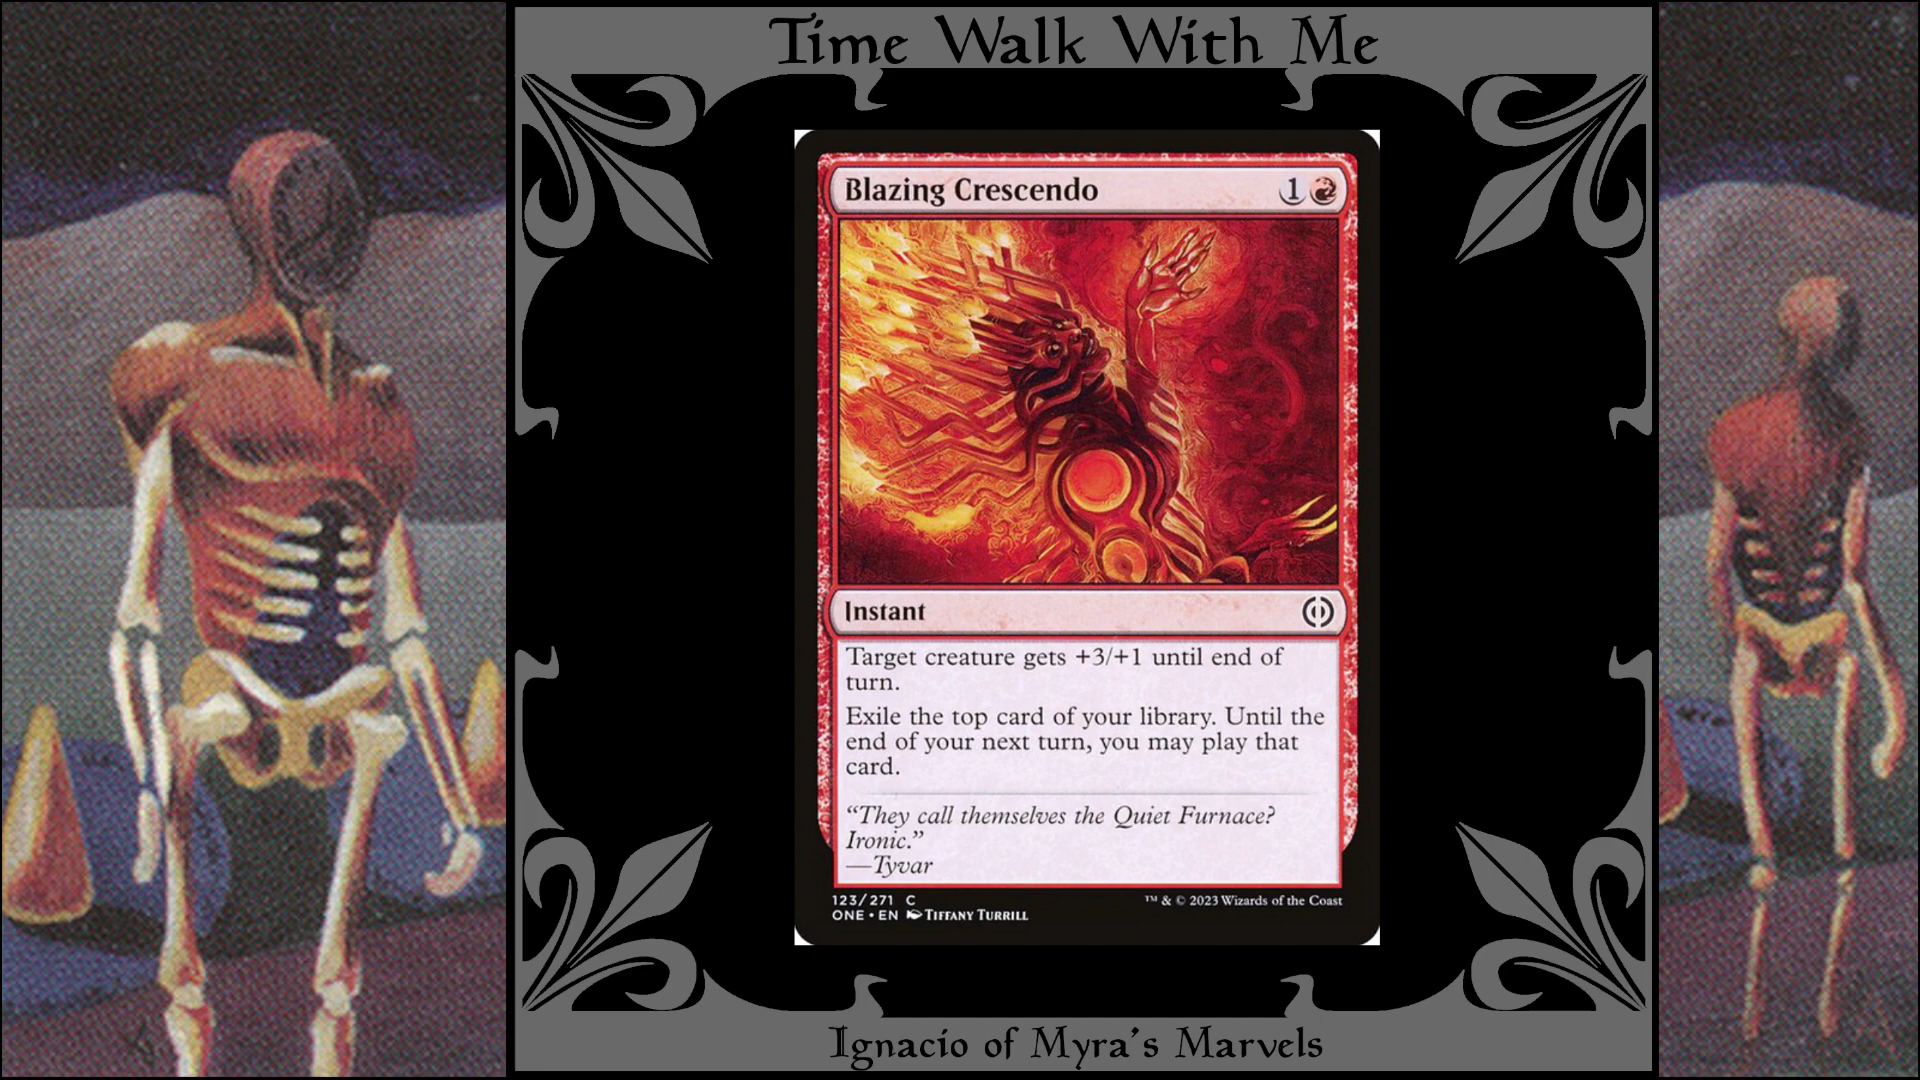 Time Walk With Me
Blazing Crescendo 1
Instant
Target creature gets +3/+1 until end of
turn.
Exile the top card of your library. Until the
end of your next turn, you may play that
card.
“They call themselves the Quiet Furnace?
Ironic.”
—Tyvar
123/271 C
ONE • EN Tiffany Turrill
™ & © 2023 Wizards of the Coast
Ignacio of Myra's Marvels